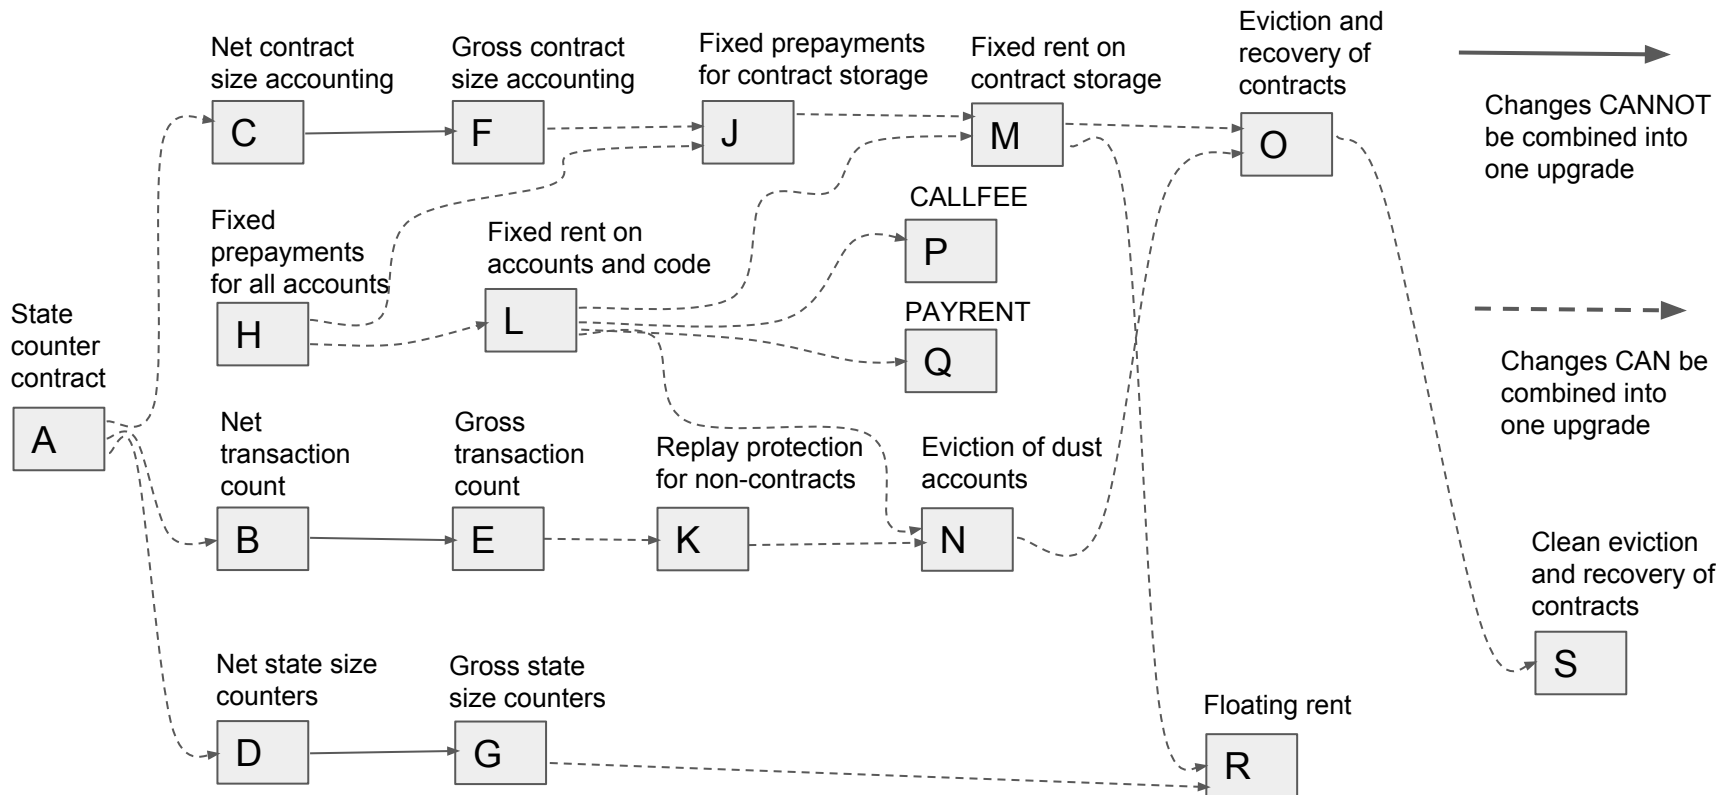 Net contract
size accounting
C
Gross contract
size accounting
F
Fixed prepayments
for contract storage
J
Fixed rent on
contract storage
M
Eviction and
recovery of
contracts
O
Changes CANNOT
be combined into
one upgrade
Fixed
prepayments
for all accounts
H
Fixed rent on
accounts and code
L
CALLFEE
P
PAYRENT
Q
Changes CAN be
combined into
one upgrade
State
counter
contract
A
Net
transaction
count
B
Gross
transaction
count
E
Replay protection
for non-contracts
K
Eviction of dust
accounts
N
Clean eviction
and recovery of
contracts
S
Net state size
counters
D
Gross state
size counters
G
Floating rent
R